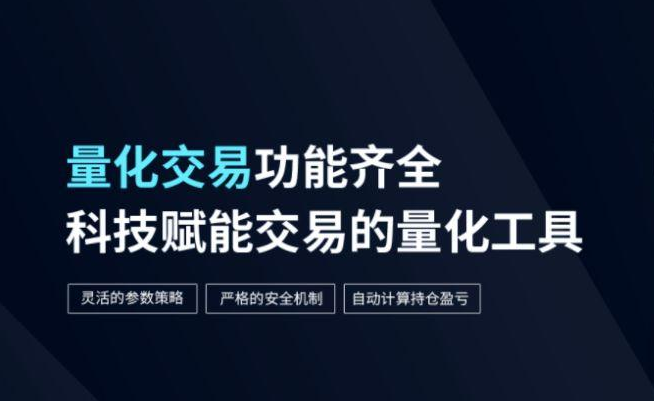 量化交易功能齐全
科技赋能交易的量化工具
灵活的参数策略 严格的安全机制 自动计算持仓盈亏